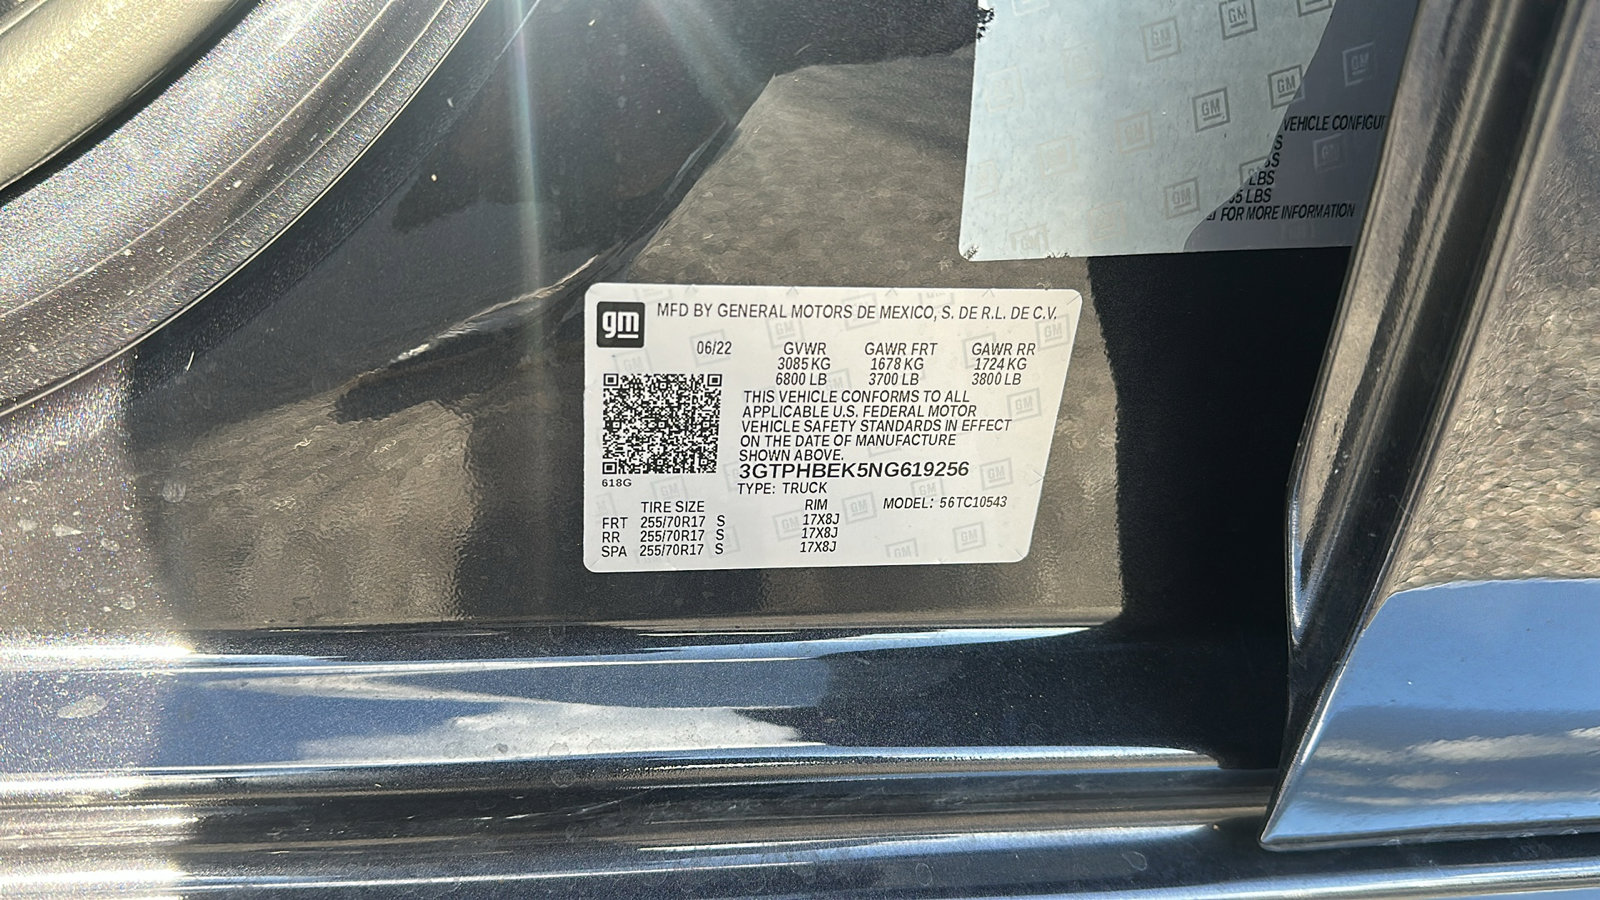 VEHICLE CONFIGU
S
SS
LBS
5 LBS
FOR MORE INFORMATION
gm
MFD BY GENERAL MOTORS DE MEXICO, S. DE R.L. DE C.V.
06/22 GVWR GAWR FRT GAWR RR
3085 KG 1678 KG 1724 KG
6800 LB 3700 LB 3800 LB
THIS VEHICLE CONFORMS TO ALL
APPLICABLE U.S. FEDERAL MOTOR
VEHICLE SAFETY STANDARDS IN EFFECT
ON THE DATE OF MANUFACTURE
SHOWN ABOVE.
3GTPHBEK5NG619256
618G
TYPE: TRUCK
TIRE SIZE RIM MODEL: 56TC10543
FRT 255/70R17 S 17X8J
RR 255/70R17 S 17X8J
SPA 255/70R17 S 17X8J